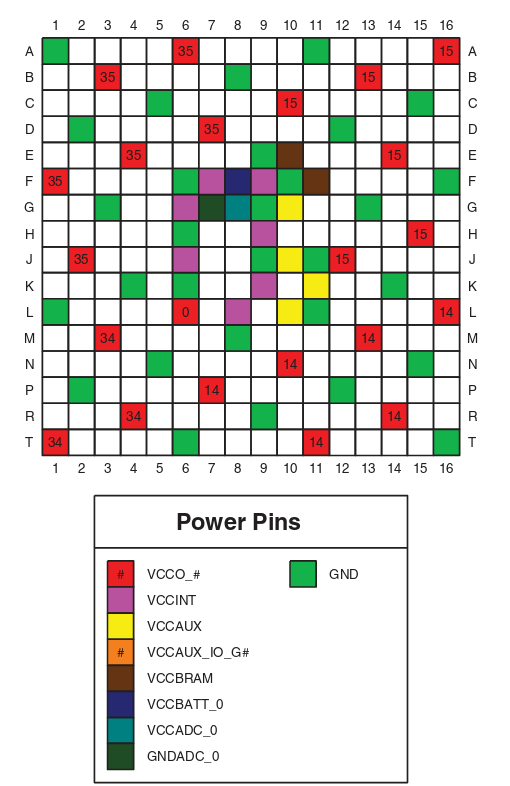 1 2 3 4 5 6 7 8 9 10 11 12 13 14 15 16
A 35 15 A
B 35 15 B
C 15 C
D 35 D
E 35 15 E
F 35 F
G G
H 15 H
J 35 15 J
K K
L 0 14 L
M 34 14 M
N 14 N
P 14 P
R 34 14 R
T 34 14 T
1 2 3 4 5 6 7 8 9 10 11 12 13 14 15 16
Power Pins
# VCCO_# GND
VCCINT
VCCAUX
# VCCAUX_IO_G#
VCCBRAM
VCCBATT_0
VCCADC_0
GNDADC_0